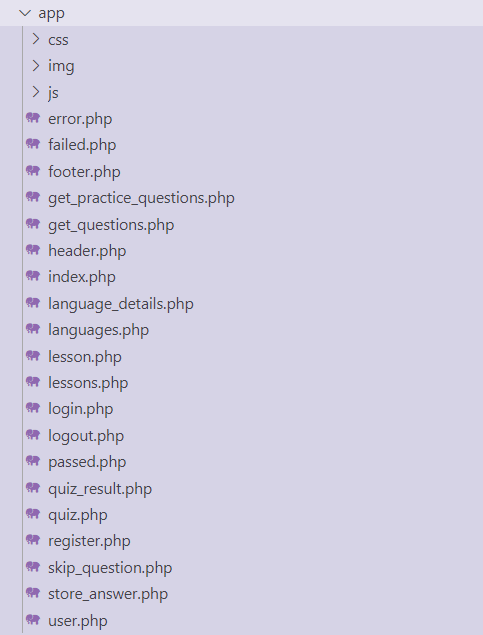 app
css
img
js
error.php
failed.php
footer.php
get_practice_questions.php
get_questions.php
header.php
index.php
language_details.php
languages.php
lesson.php
lessons.php
login.php
logout.php
passed.php
quiz_result.php
quiz.php
register.php
skip_question.php
store_answer.php
user.php